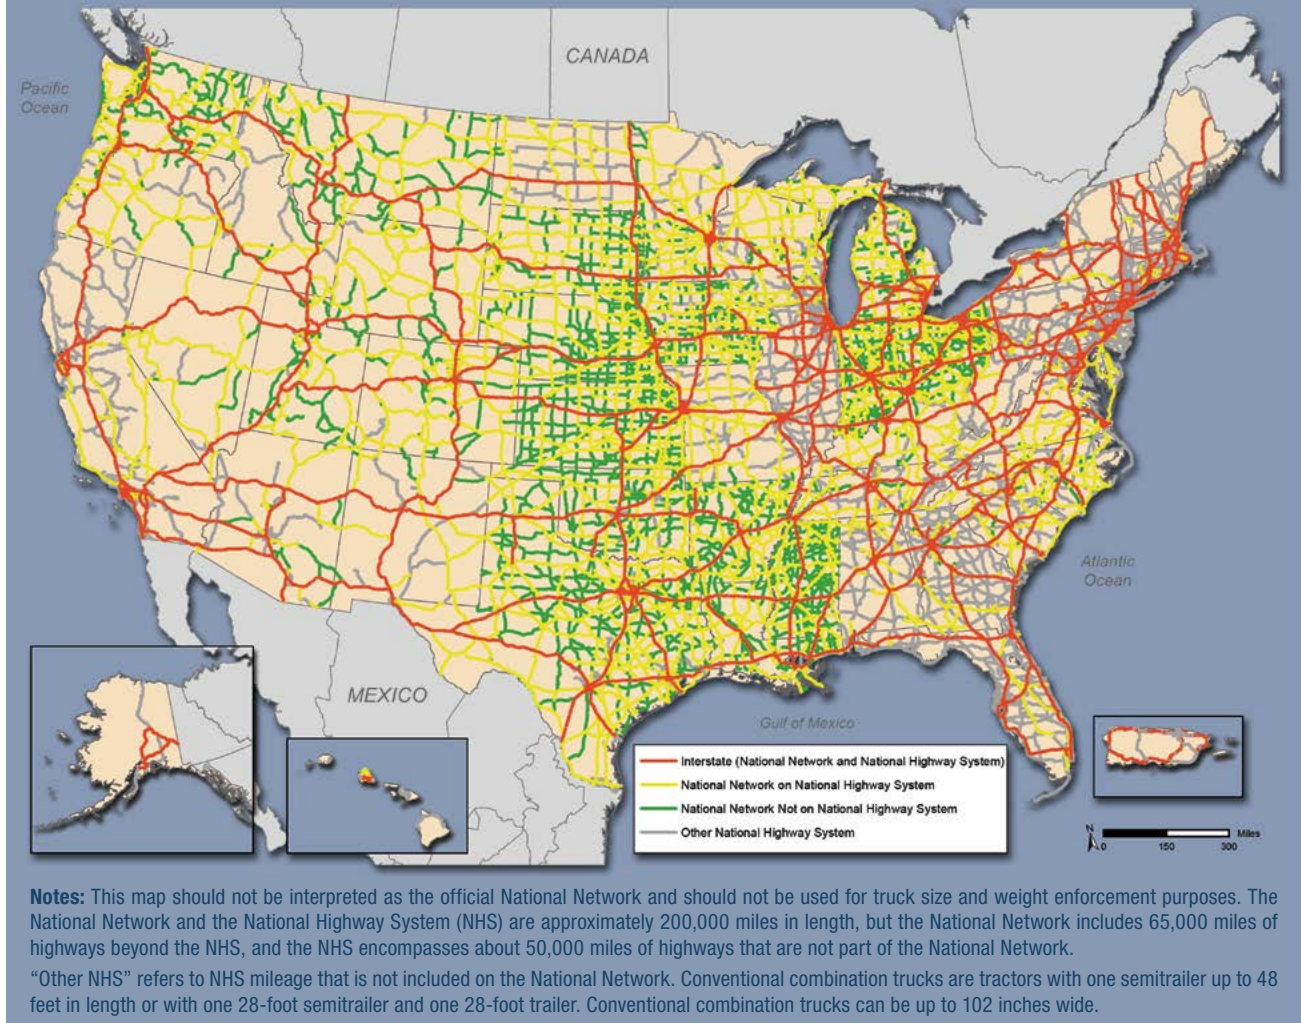 CANADA
Pacific
Ocean
Atlantic
Ocean
MEXICO
Gulf of Mexico
Interstate (National Network and National Highway System)
National Network on National Highway System
National Network Not on National Highway System
Other National Highway System
N
Miles
0 150 300
Notes: This map should not be interpreted as the official National Network and should not be used for truck size and weight enforcement purposes. The
National Network and the National Highway System (NHS) are approximately 200,000 miles in length, but the National Network includes 65,000 miles of
highways beyond the NHS, and the NHS encompasses about 50,000 miles of highways that are not part of the National Network.
“Other NHS” refers to NHS mileage that is not included on the National Network. Conventional combination trucks are tractors with one semitrailer up to 48
feet in length or with one 28-foot semitrailer and one 28-foot trailer. Conventional combination trucks can be up to 102 inches wide.